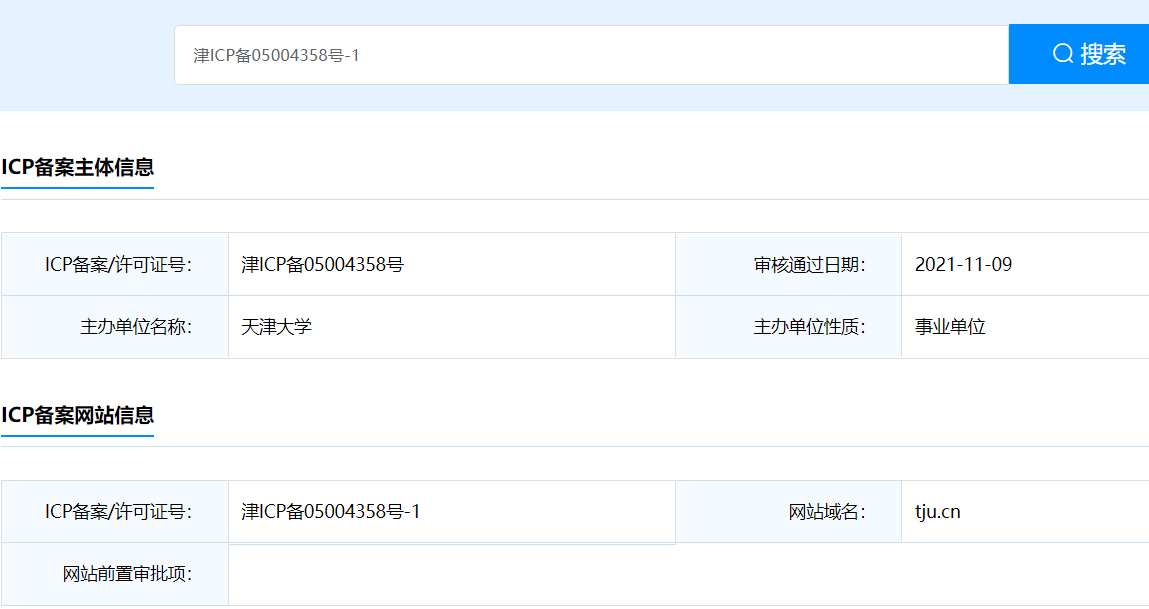 津ICP备05004358号-1
搜索
ICP备案主体信息
ICP备案/许可证号： 津ICP备05004358号 审核通过日期： 2021-11-09
主办单位名称： 天津大学 主办单位性质： 事业单位
ICP备案网站信息
ICP备案/许可证号： 津ICP备05004358号-1 网站域名： tju.cn
网站前置审批项：